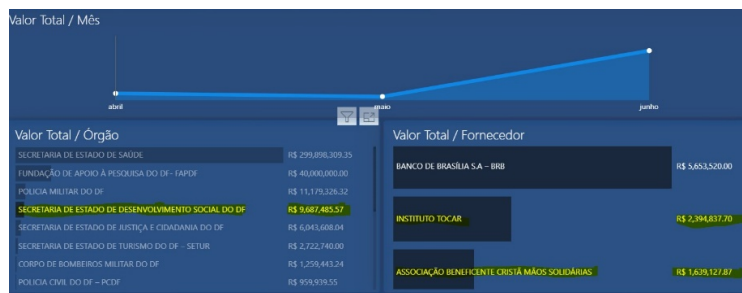 Valor Total / Mês
abril
maio
junho
Valor Total / Órgão
SECRETARIA DE ESTADO DE SAÚDE R$ 299,898,309.35
FUNDAÇÃO DE APOIO À PESQUISA DO DF- FAPDF R$ 40,000,000.00
POLICIA MILITAR DO DF R$ 11,179,326.32
SECRETARIA DE ESTADO DE DESENVOLVIMENTO SOCIAL DO DF R$ 9,687,485.57
SECRETARIA DE ESTADO DE JUSTIÇA E CIDADANIA DO DF R$ 6,043,608.04
SECRETARIA DE ESTADO DE TURISMO DO DF – SETUR R$ 2,722,740.00
CORPO DE BOMBEIROS MILITAR DO DF R$ 1,259,443.24
POLICIA CIVIL DO DF – PCDF R$ 959,939.55
Valor Total / Fornecedor
BANCO DE BRASÍLIA S.A – BRB R$ 5,653,520.00
INSTITUTO TOCAR R$ 2,394,837.70
ASSOCIAÇÃO BENEFICENTE CRISTÃ MÃOS SOLIDÁRIAS R$ 1,639,127.87